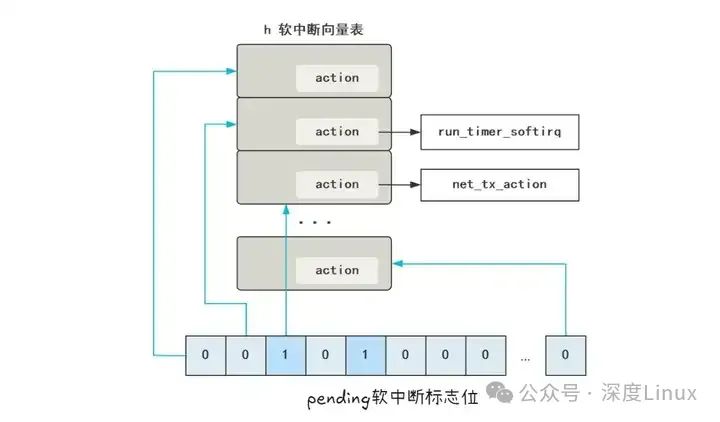 h 软中断向量表
action
action
run_timer_softirq
action
net_tx_action
...
action
0 0 1 0 1 0 0 0 ... 0
pending软中断标志位
公众号·深度Linux